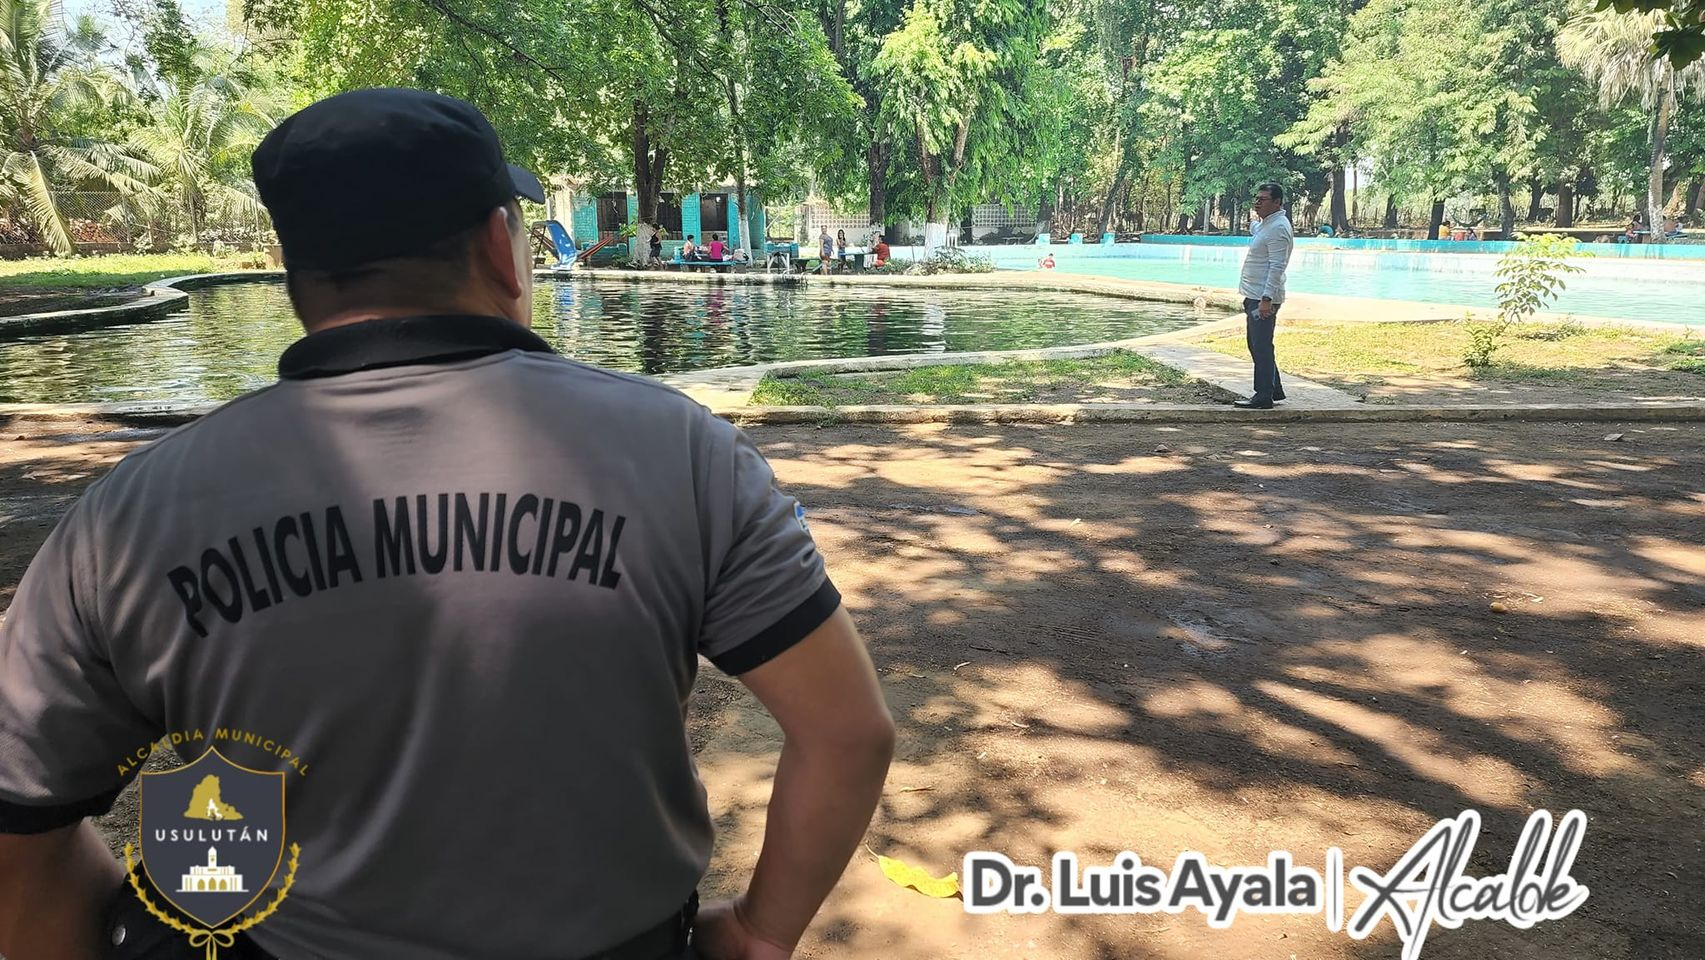 POLICIA MUNICIPAL
ALCALDIA MUNICIPAL
USULUTÁN
Dr. Luis Ayala | Alcalde